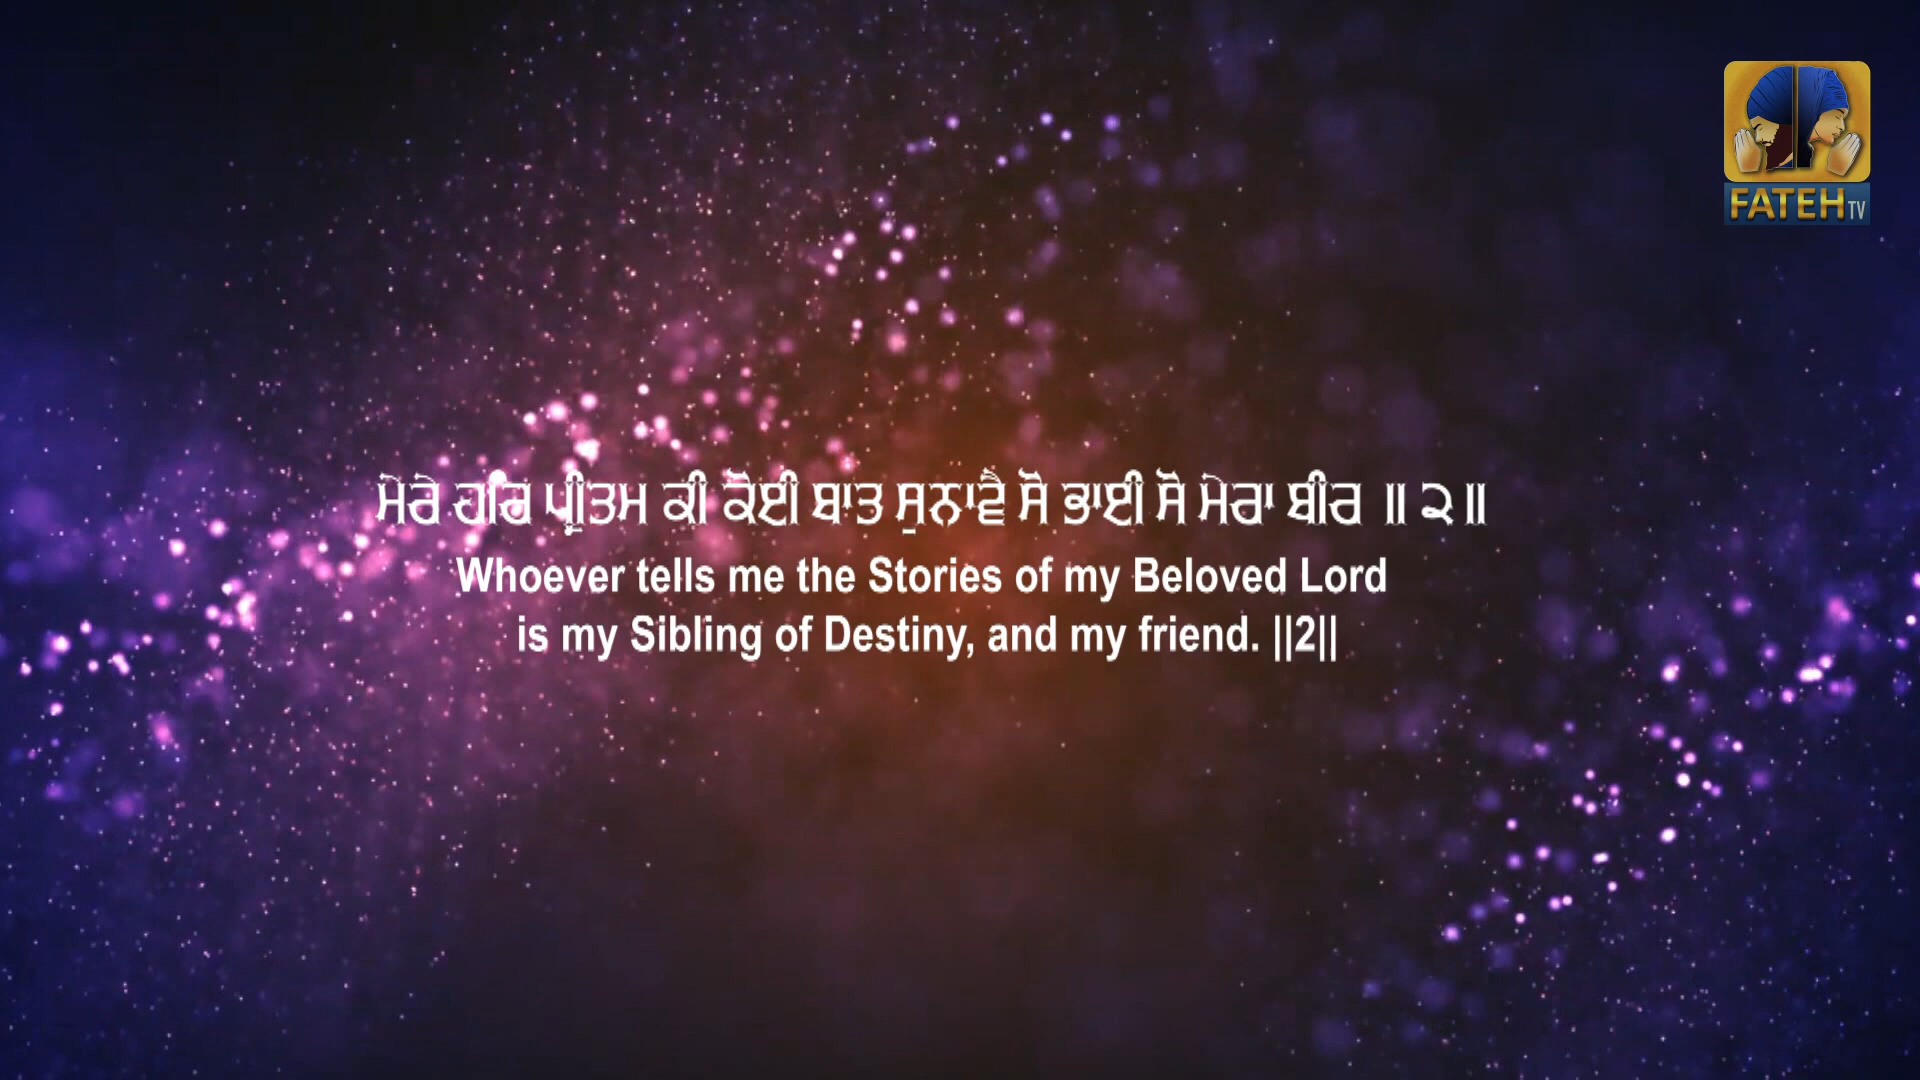 ਮੇਰੇ ਹਰਿ ਪ੍ਰੀਤਮ ਕੀ ਕੋਈ ਬਾਤ ਸੁਨਾਵੈ ਸੋ ਭਾਈ ਸੋ ਮੇਰਾ ਬੀਰ ॥੨॥
Whoever tells me the Stories of my Beloved Lord
is my Sibling of Destiny, and my friend. ||2||
FATEH TV